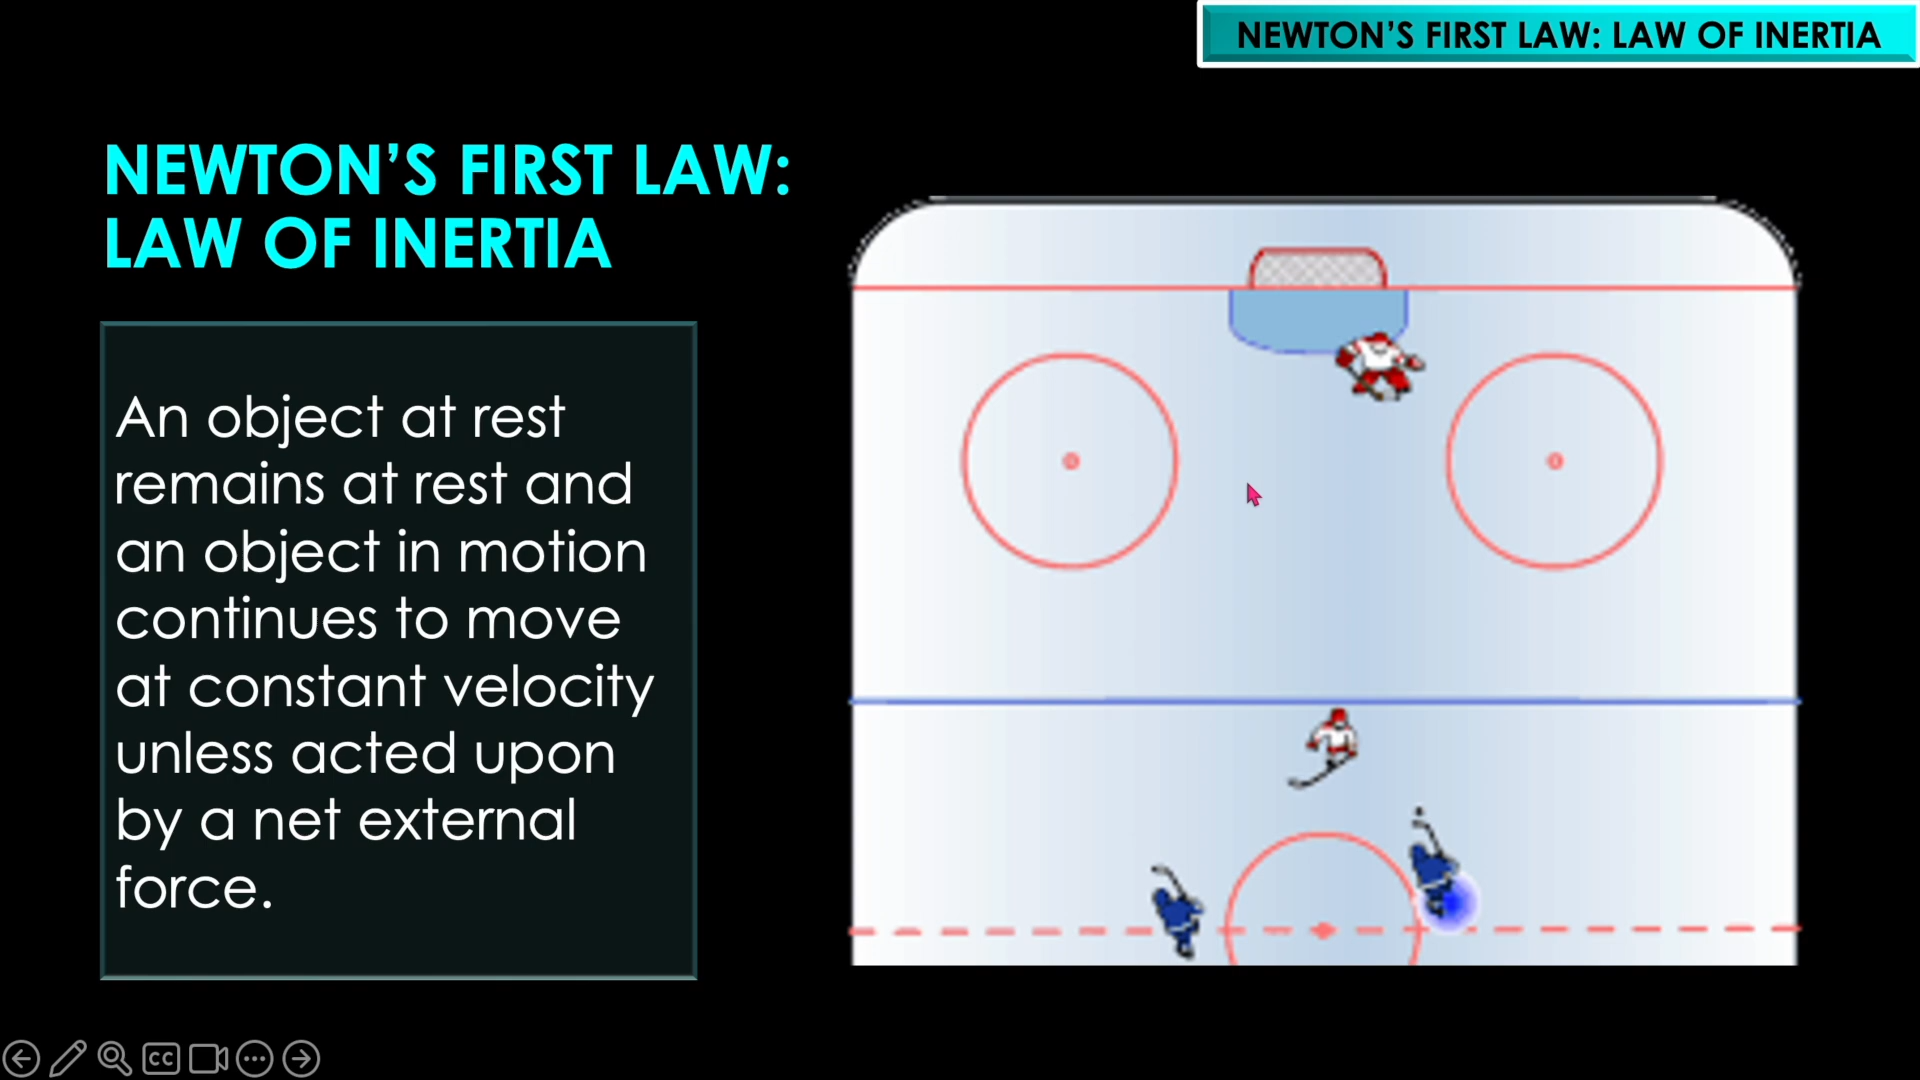 NEWTON’S FIRST LAW: LAW OF INERTIA
NEWTON’S FIRST LAW:
LAW OF INERTIA
An object at rest
remains at rest and
an object in motion
continues to move
at constant velocity
unless acted upon
by a net external
force.
CC